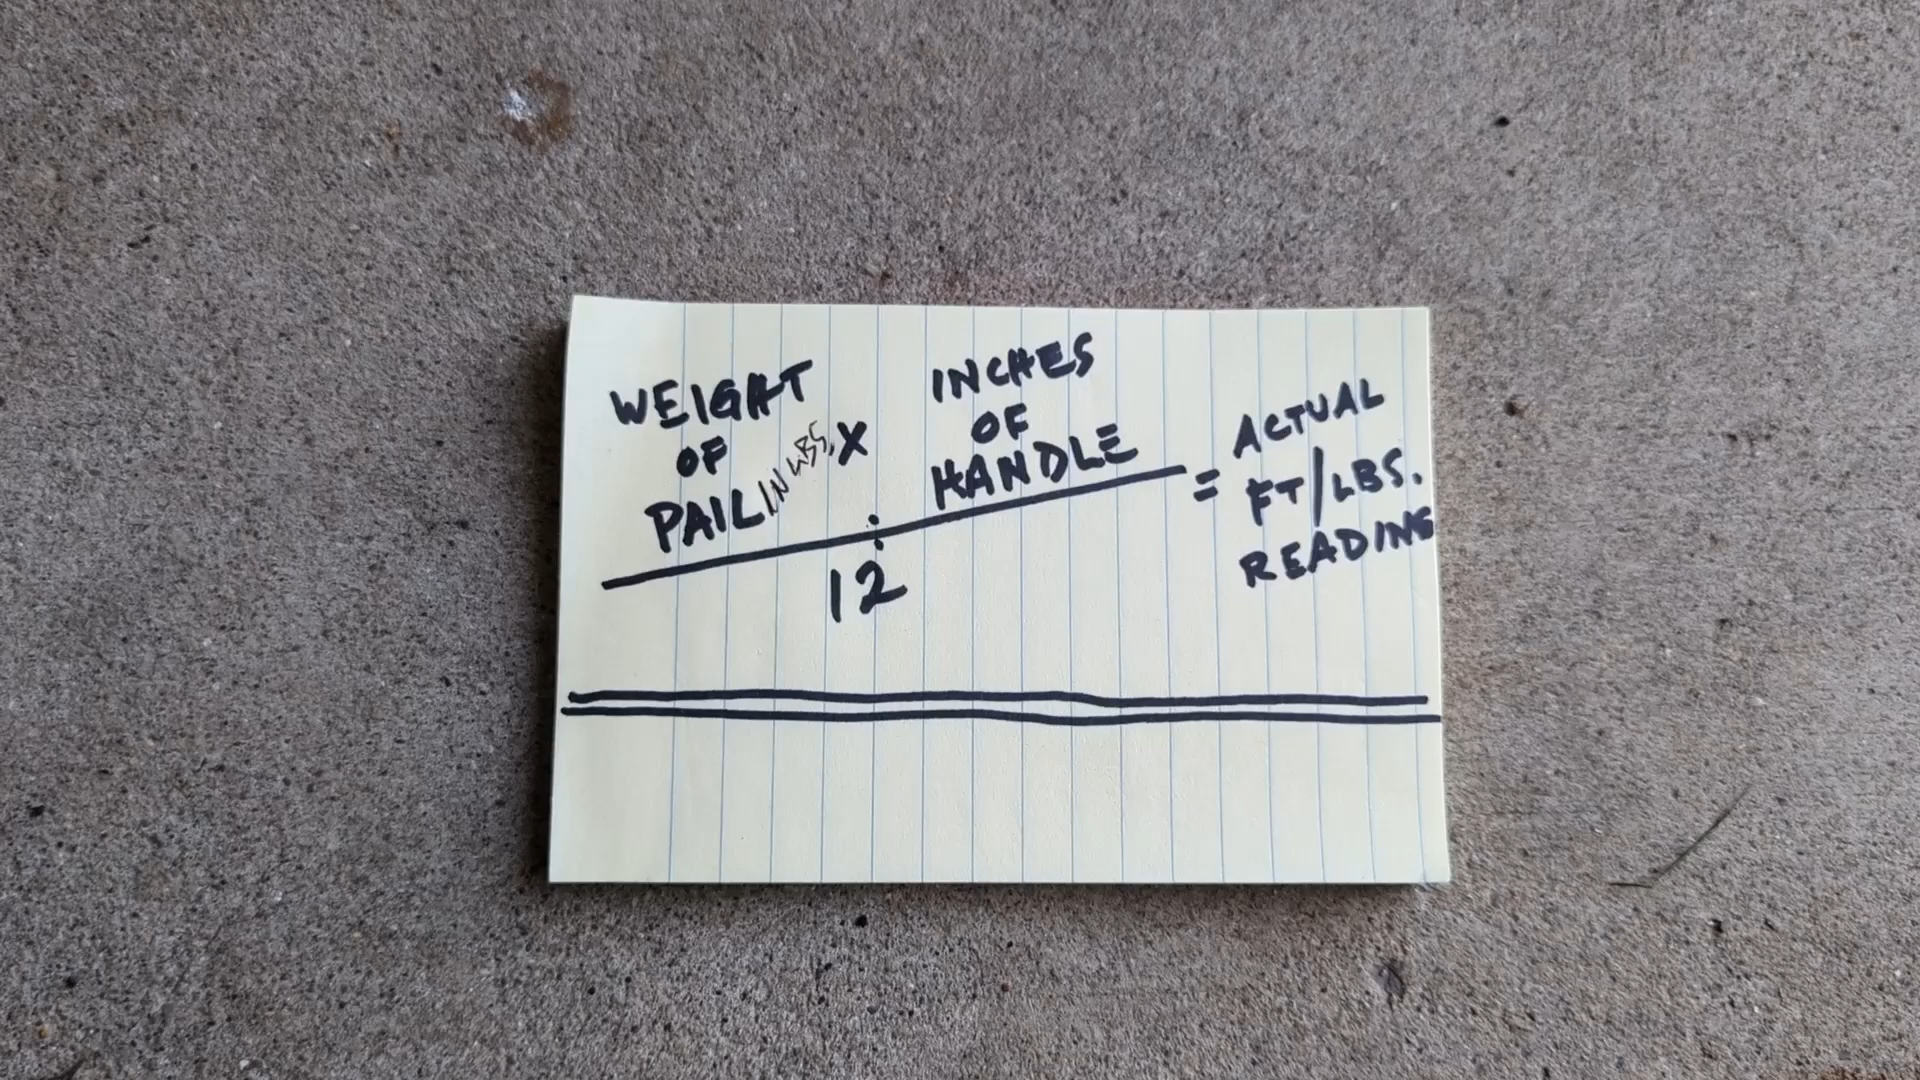 WEIGHT
OF
PAIL IN LBS. X
INCHES
OF
HANDLE
12
=
ACTUAL
FT/LBS.
READING